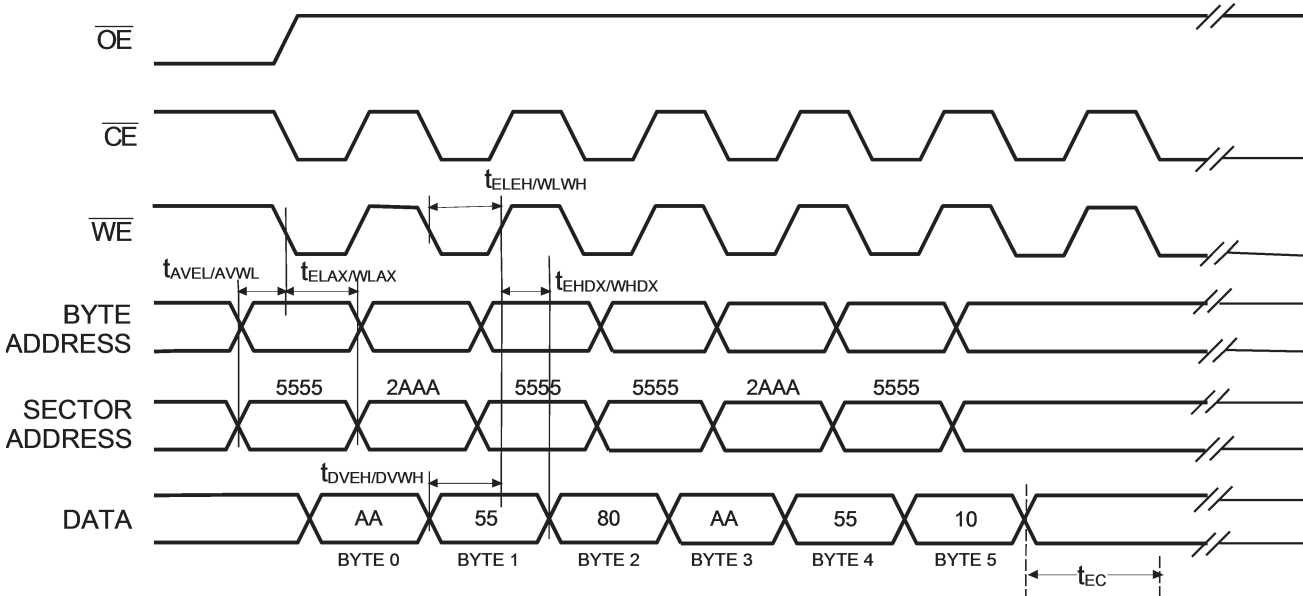 OE
CE
tELEH/WLWH
WE
tAVEL/AVWL
tELAX/WLAX
tEHDX/WHDX
BYTE
ADDRESS
5555 2AAA 5555 5555 2AAA 5555
SECTOR
ADDRESS
tDVEH/DVWH
DATA
AA 55 80 AA 55 10
BYTE 0 BYTE 1 BYTE 2 BYTE 3 BYTE 4 BYTE 5
tEC